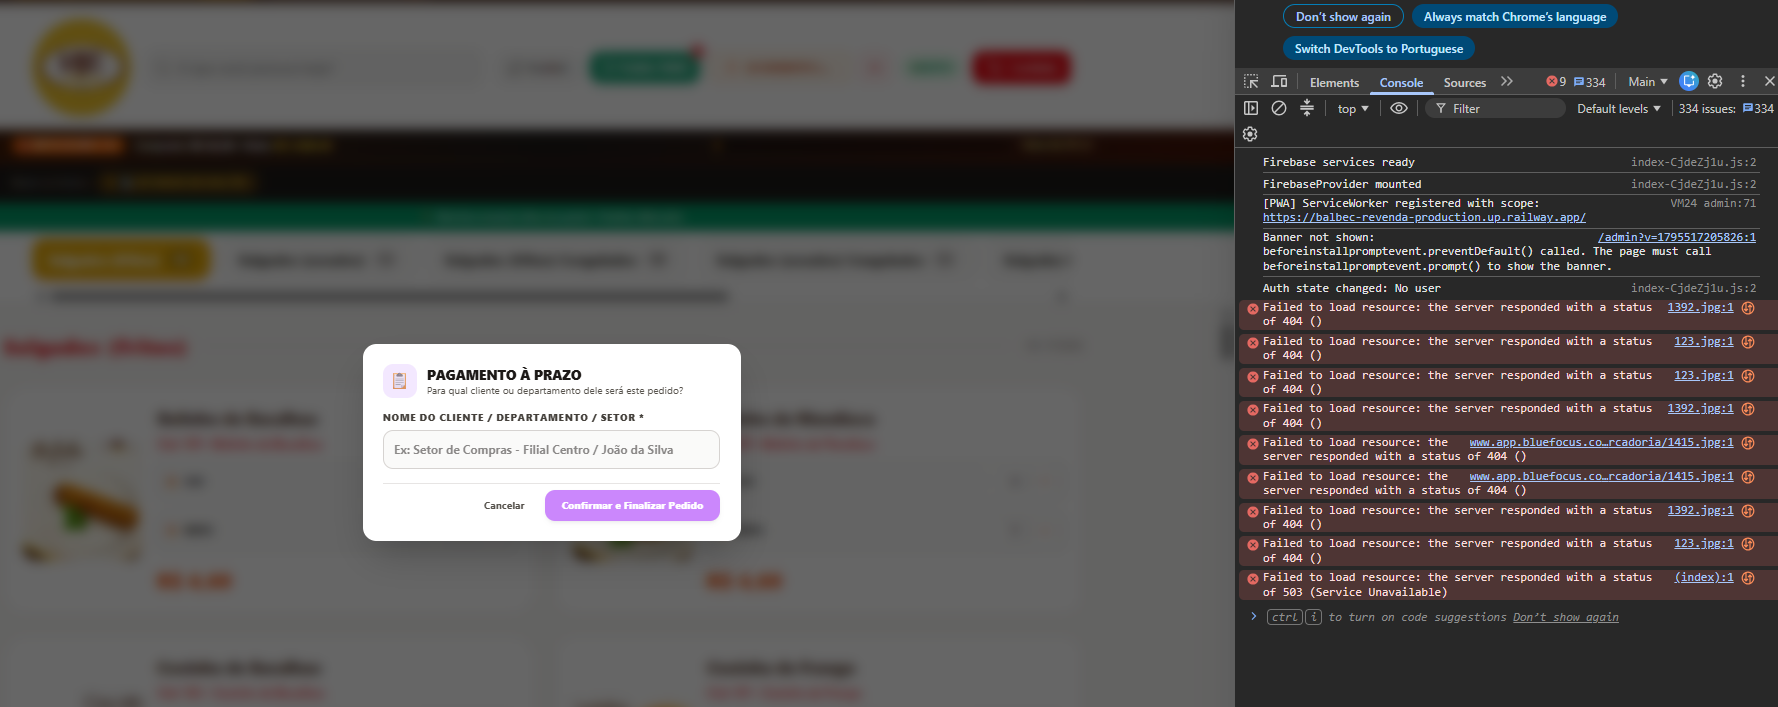 Don't show again
Always match Chrome's language
Switch DevTools to Portuguese
Elements
Console
Sources
9
334
Main
top
Filter
Default levels
334 issues:
334
Firebase services ready
index-CjdeZj1u.js:2
FirebaseProvider mounted
index-CjdeZj1u.js:2
[PWA] ServiceWorker registered with scope:
VM24 admin:71
https://balbec-revenda-production.up.railway.app/
Banner not shown:
/admin?v=1795517205826:1
beforeinstallpromptevent.preventDefault() called. The page must call
beforeinstallpromptevent.prompt() to show the banner.
Auth state changed: No user
index-CjdeZj1u.js:2
Failed to load resource: the server responded with a status
1392.jpg:1
of 404 ()
Failed to load resource: the server responded with a status
123.jpg:1
of 404 ()
Failed to load resource: the server responded with a status
123.jpg:1
of 404 ()
Failed to load resource: the server responded with a status
1392.jpg:1
of 404 ()
Failed to load resource: the
www.app.bluefocus.co…rcadoria/1415.jpg:1
server responded with a status of 404 ()
Failed to load resource: the
www.app.bluefocus.co…rcadoria/1415.jpg:1
server responded with a status of 404 ()
Failed to load resource: the server responded with a status
1392.jpg:1
of 404 ()
Failed to load resource: the server responded with a status
123.jpg:1
of 404 ()
Failed to load resource: the server responded with a status
(index):1
of 503 (Service Unavailable)
ctrl i to turn on code suggestions Don't show again
PAGAMENTO À PRAZO
Para qual cliente ou departamento dele será este pedido?
NOME DO CLIENTE / DEPARTAMENTO / SETOR *
Ex: Setor de Compras - Filial Centro / João da Silva
Cancelar
Confirmar e Finalizar Pedido